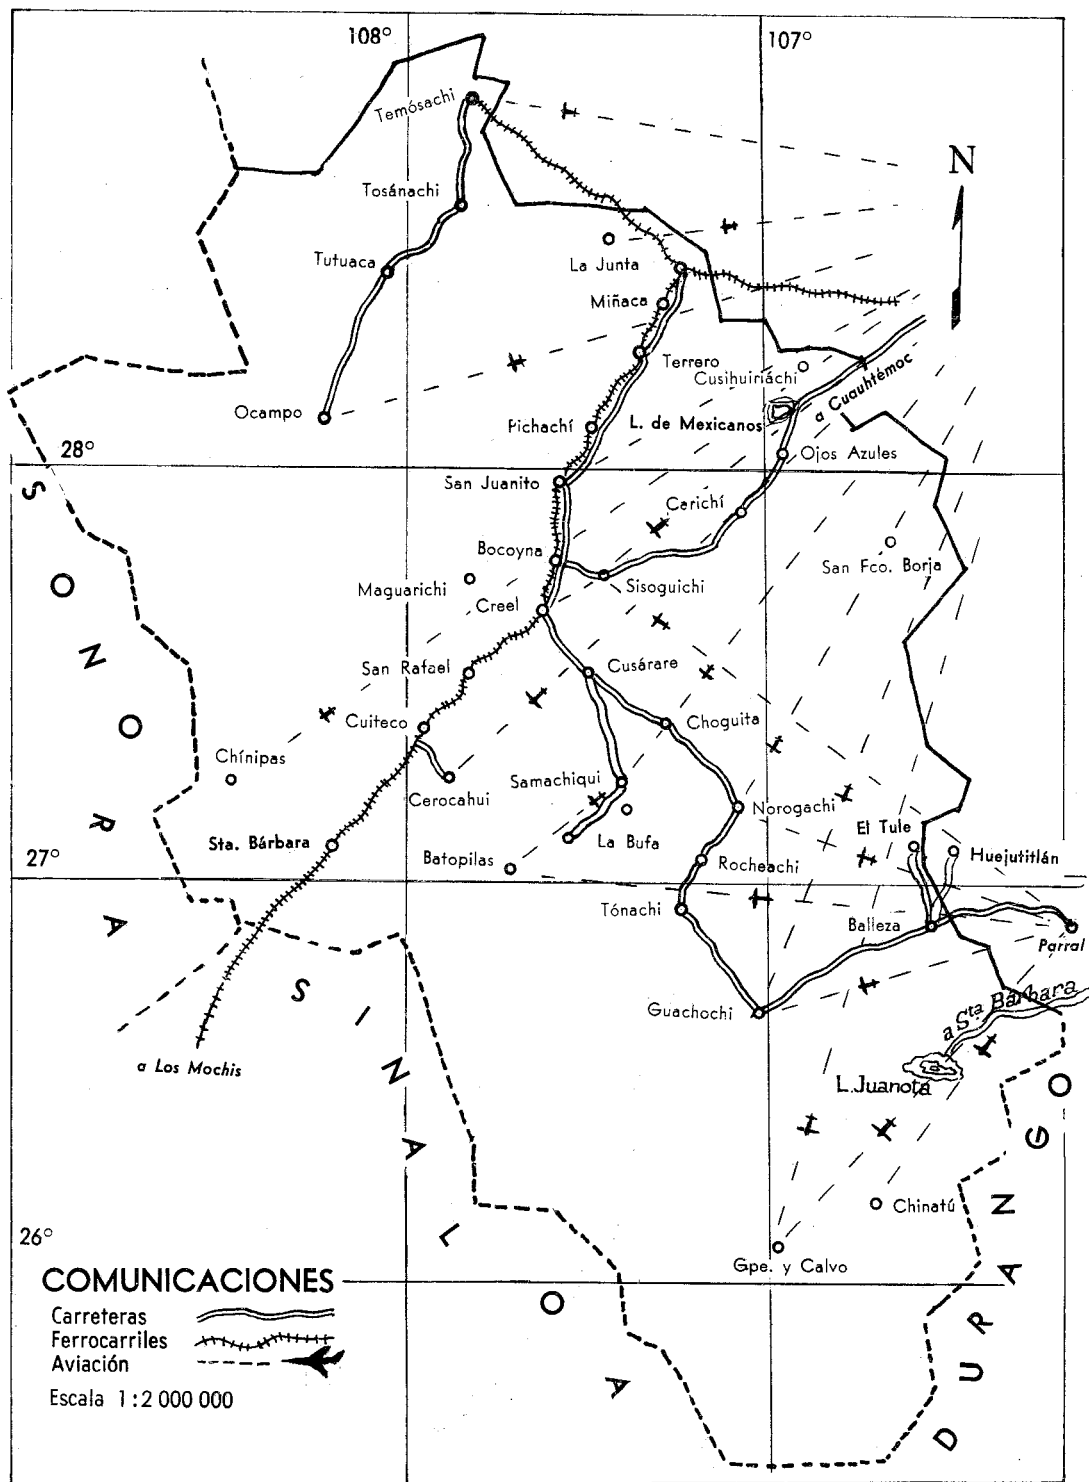 108°
107°
Temósachi
N
Tosánachi
La Junta
Tutuaca
Miñaca
Terrero
Cusihuiriáchi
a Cuauhtémoc
Ocampo
Pichachí
L. de Mexicanos
28°
Ojos Azules
San Juanito
Carichí
Bocoyna
San Fco. Borja
Maguarichi
Sisoguichi
Creel
SONORA
San Rafael
Cusárare
Cuiteco
Choguita
Chínipas
Cerocahui
Samachiqui
Norogachi
Sta. Bárbara
La Bufa
El Tule
Huejutitlán
27°
Batopilas
Rocheachi
Tónachi
Balleza
Parral
Guachochi
a Sta Bárbara
a Los Mochis
L. Juanota
SINALOA
DURANGO
Chinatú
26°
Gpe. y Calvo
COMUNICACIONES
Carreteras
Ferrocarriles
Aviación
Escala 1:2 000 000